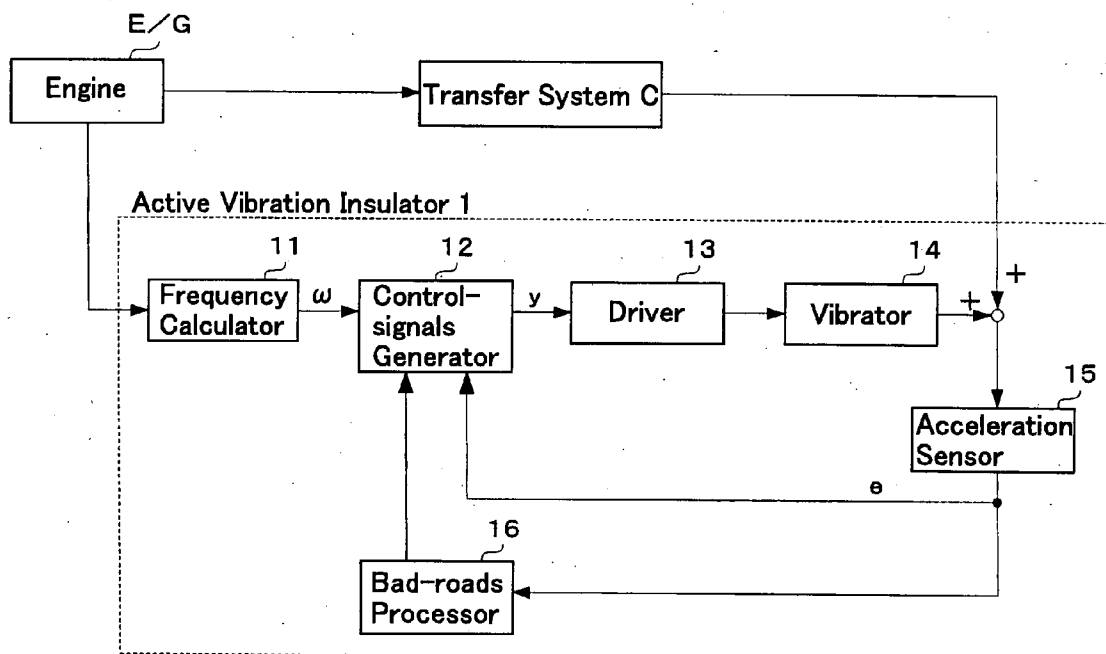 E/G
Engine
Transfer System C
Active Vibration Insulator 1
11
Frequency
Calculator
ω
12
Control-
signals
Generator
y
13
Driver
14
Vibrator
+
+
15
Acceleration
Sensor
e
16
Bad-roads
Processor